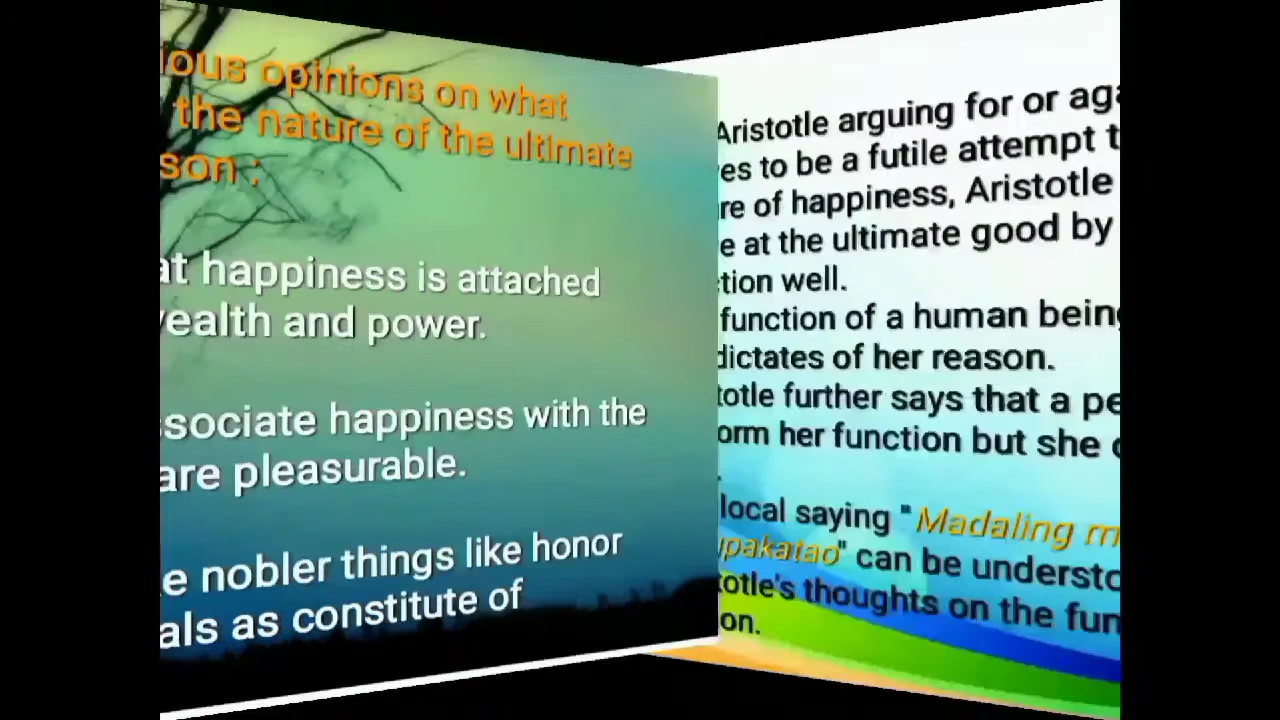 ious opinions on what
the nature of the ultimate
son :
at happiness is attached
ealth and power.
ssociate happiness with the
are pleasurable.
e nobler things like honor
als as constitute of
Aristotle arguing for or aga
es to be a futile attempt t
re of happiness, Aristotle
e at the ultimate good by
tion well.
function of a human being
dictates of her reason.
totle further says that a pe
orm her function but she
local saying "Madaling m
pakatao" can be understo
totle's thoughts on the fun
on.